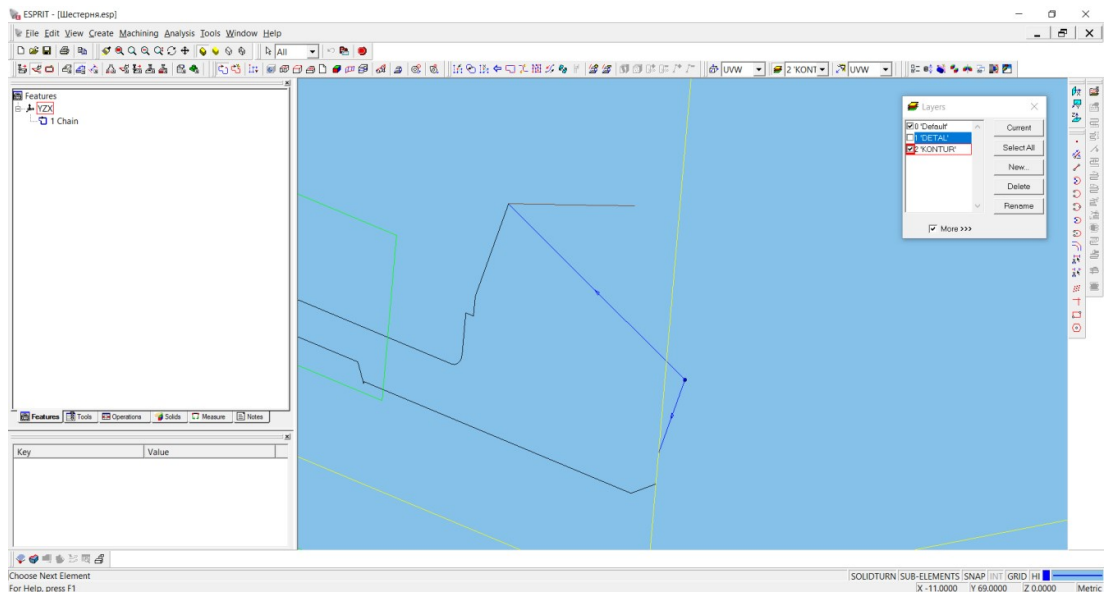 ESPRIT - [Шестерня.esp]
File Edit View Create Machining Analysis Tools Window Help
All
UVW 2 'KONT UVW
Features
YZX
1 Chain
Layers
0 'Default'
1 'DETAL'
2 'KONTUR'
Current
Select All
New...
Delete
Rename
More >>>
Features Tools Operations Solids Measure Notes
Key Value
Choose Next Element
SOLIDTURN SUB-ELEMENTS SNAP INT GRID HI
For Help, press F1
X -11.0000 Y 69.0000 Z 0.0000 Metric